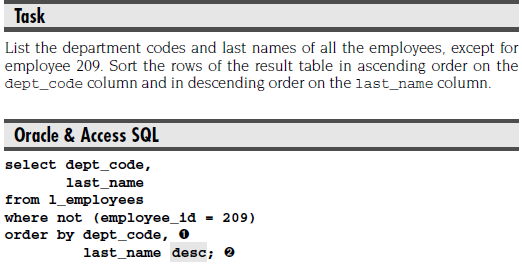 Task
List the department codes and last names of all the employees, except for
employee 209. Sort the rows of the result table in ascending order on the
dept_code column and in descending order on the last_name column.
Oracle & Access SQL
select dept_code,
last_name
from l_employees
where not (employee_id = 209)
order by dept_code, ❶
last_name desc; ❷